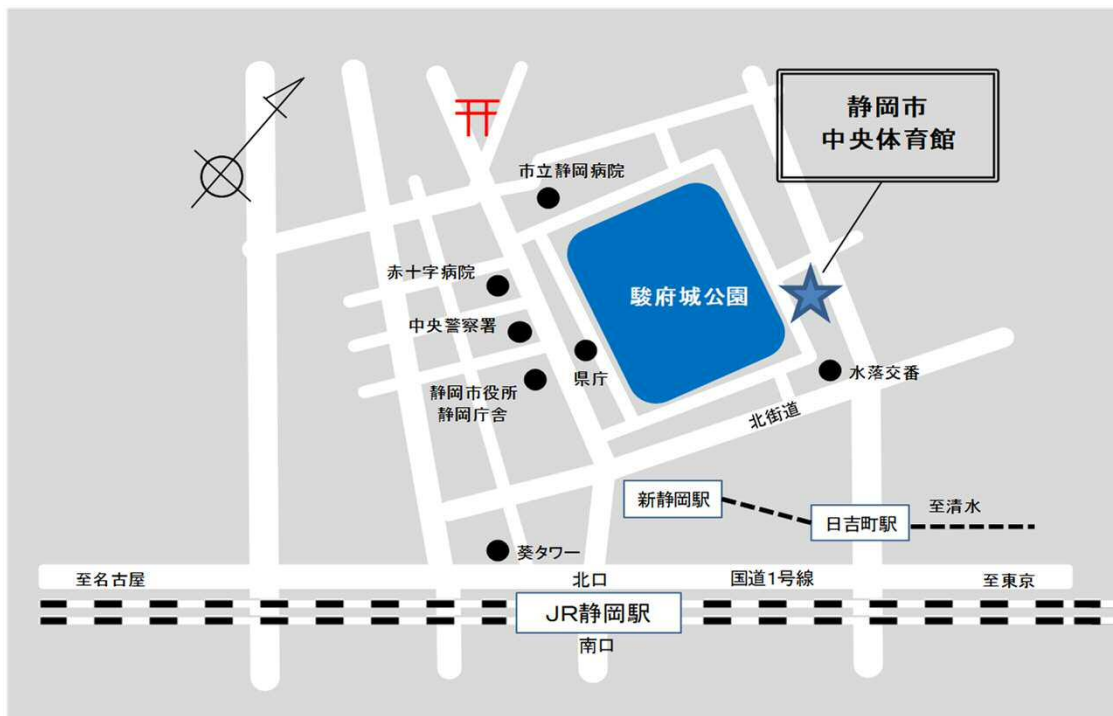 静岡市
中央体育館
市立静岡病院
赤十字病院
駿府城公園
中央警察署
県庁
水落交番
静岡市役所
静岡庁舎
北街道
新静岡駅
日吉町駅
至清水
葵タワー
至名古屋
北口
国道1号線
至東京
JR静岡駅
南口